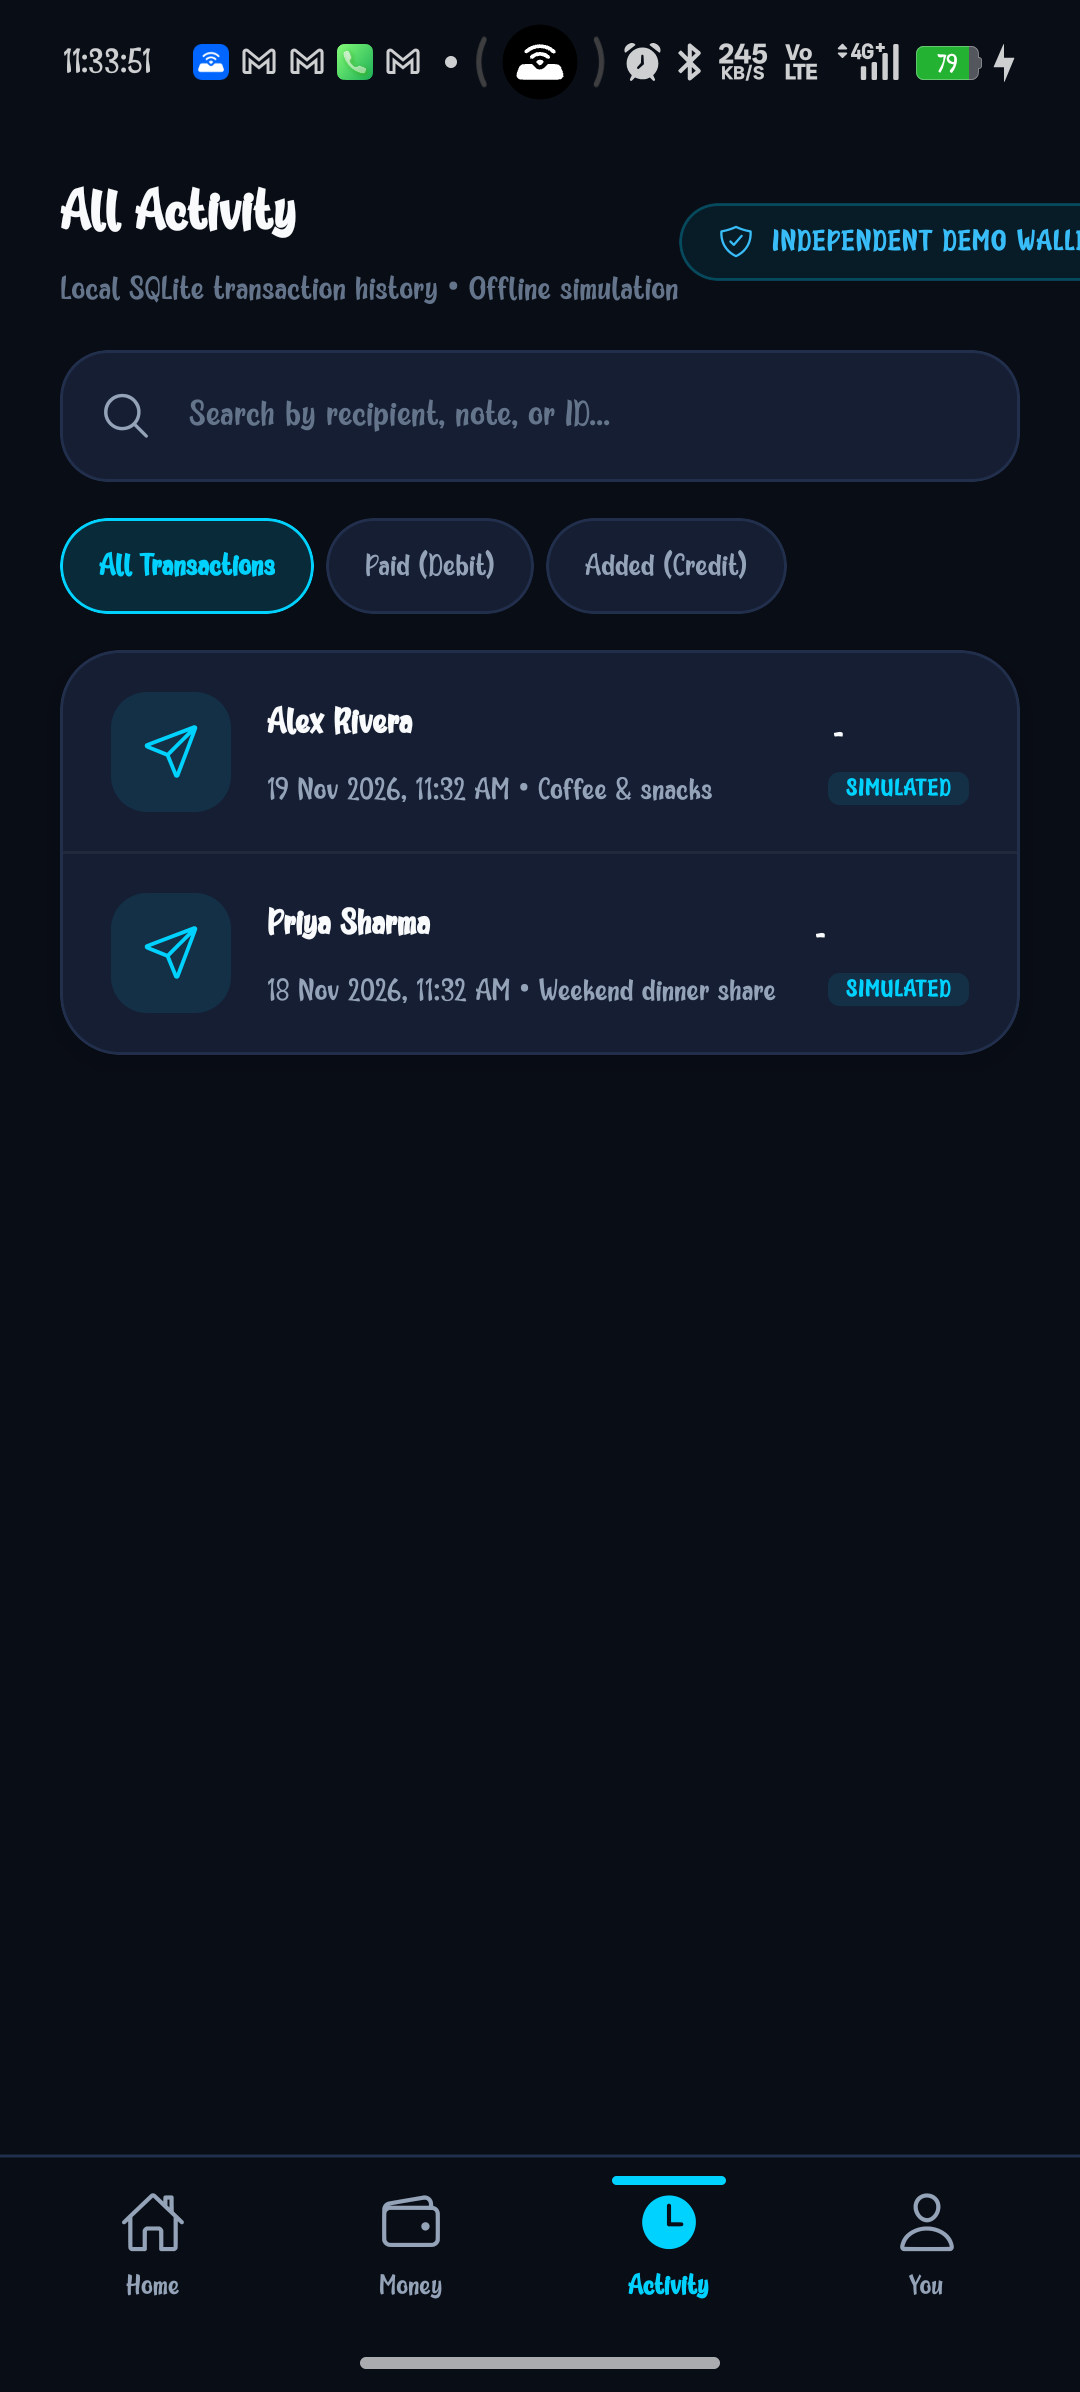 11:33:51
245 KB/S
Vo LTE
4G+
79
All Activity
INDEPENDENT DEMO
Local SQLite transaction history • Offline simulation
Search by recipient, note, or ID...
All Transactions
Paid (Debit)
Added (Credit)
Alex Rivera
-
19 Nov 2026, 11:32 AM • Coffee & snacks
SIMULATED
Priya Sharma
-
18 Nov 2026, 11:32 AM • Weekend dinner share
SIMULATED
Home
Money
Activity
You